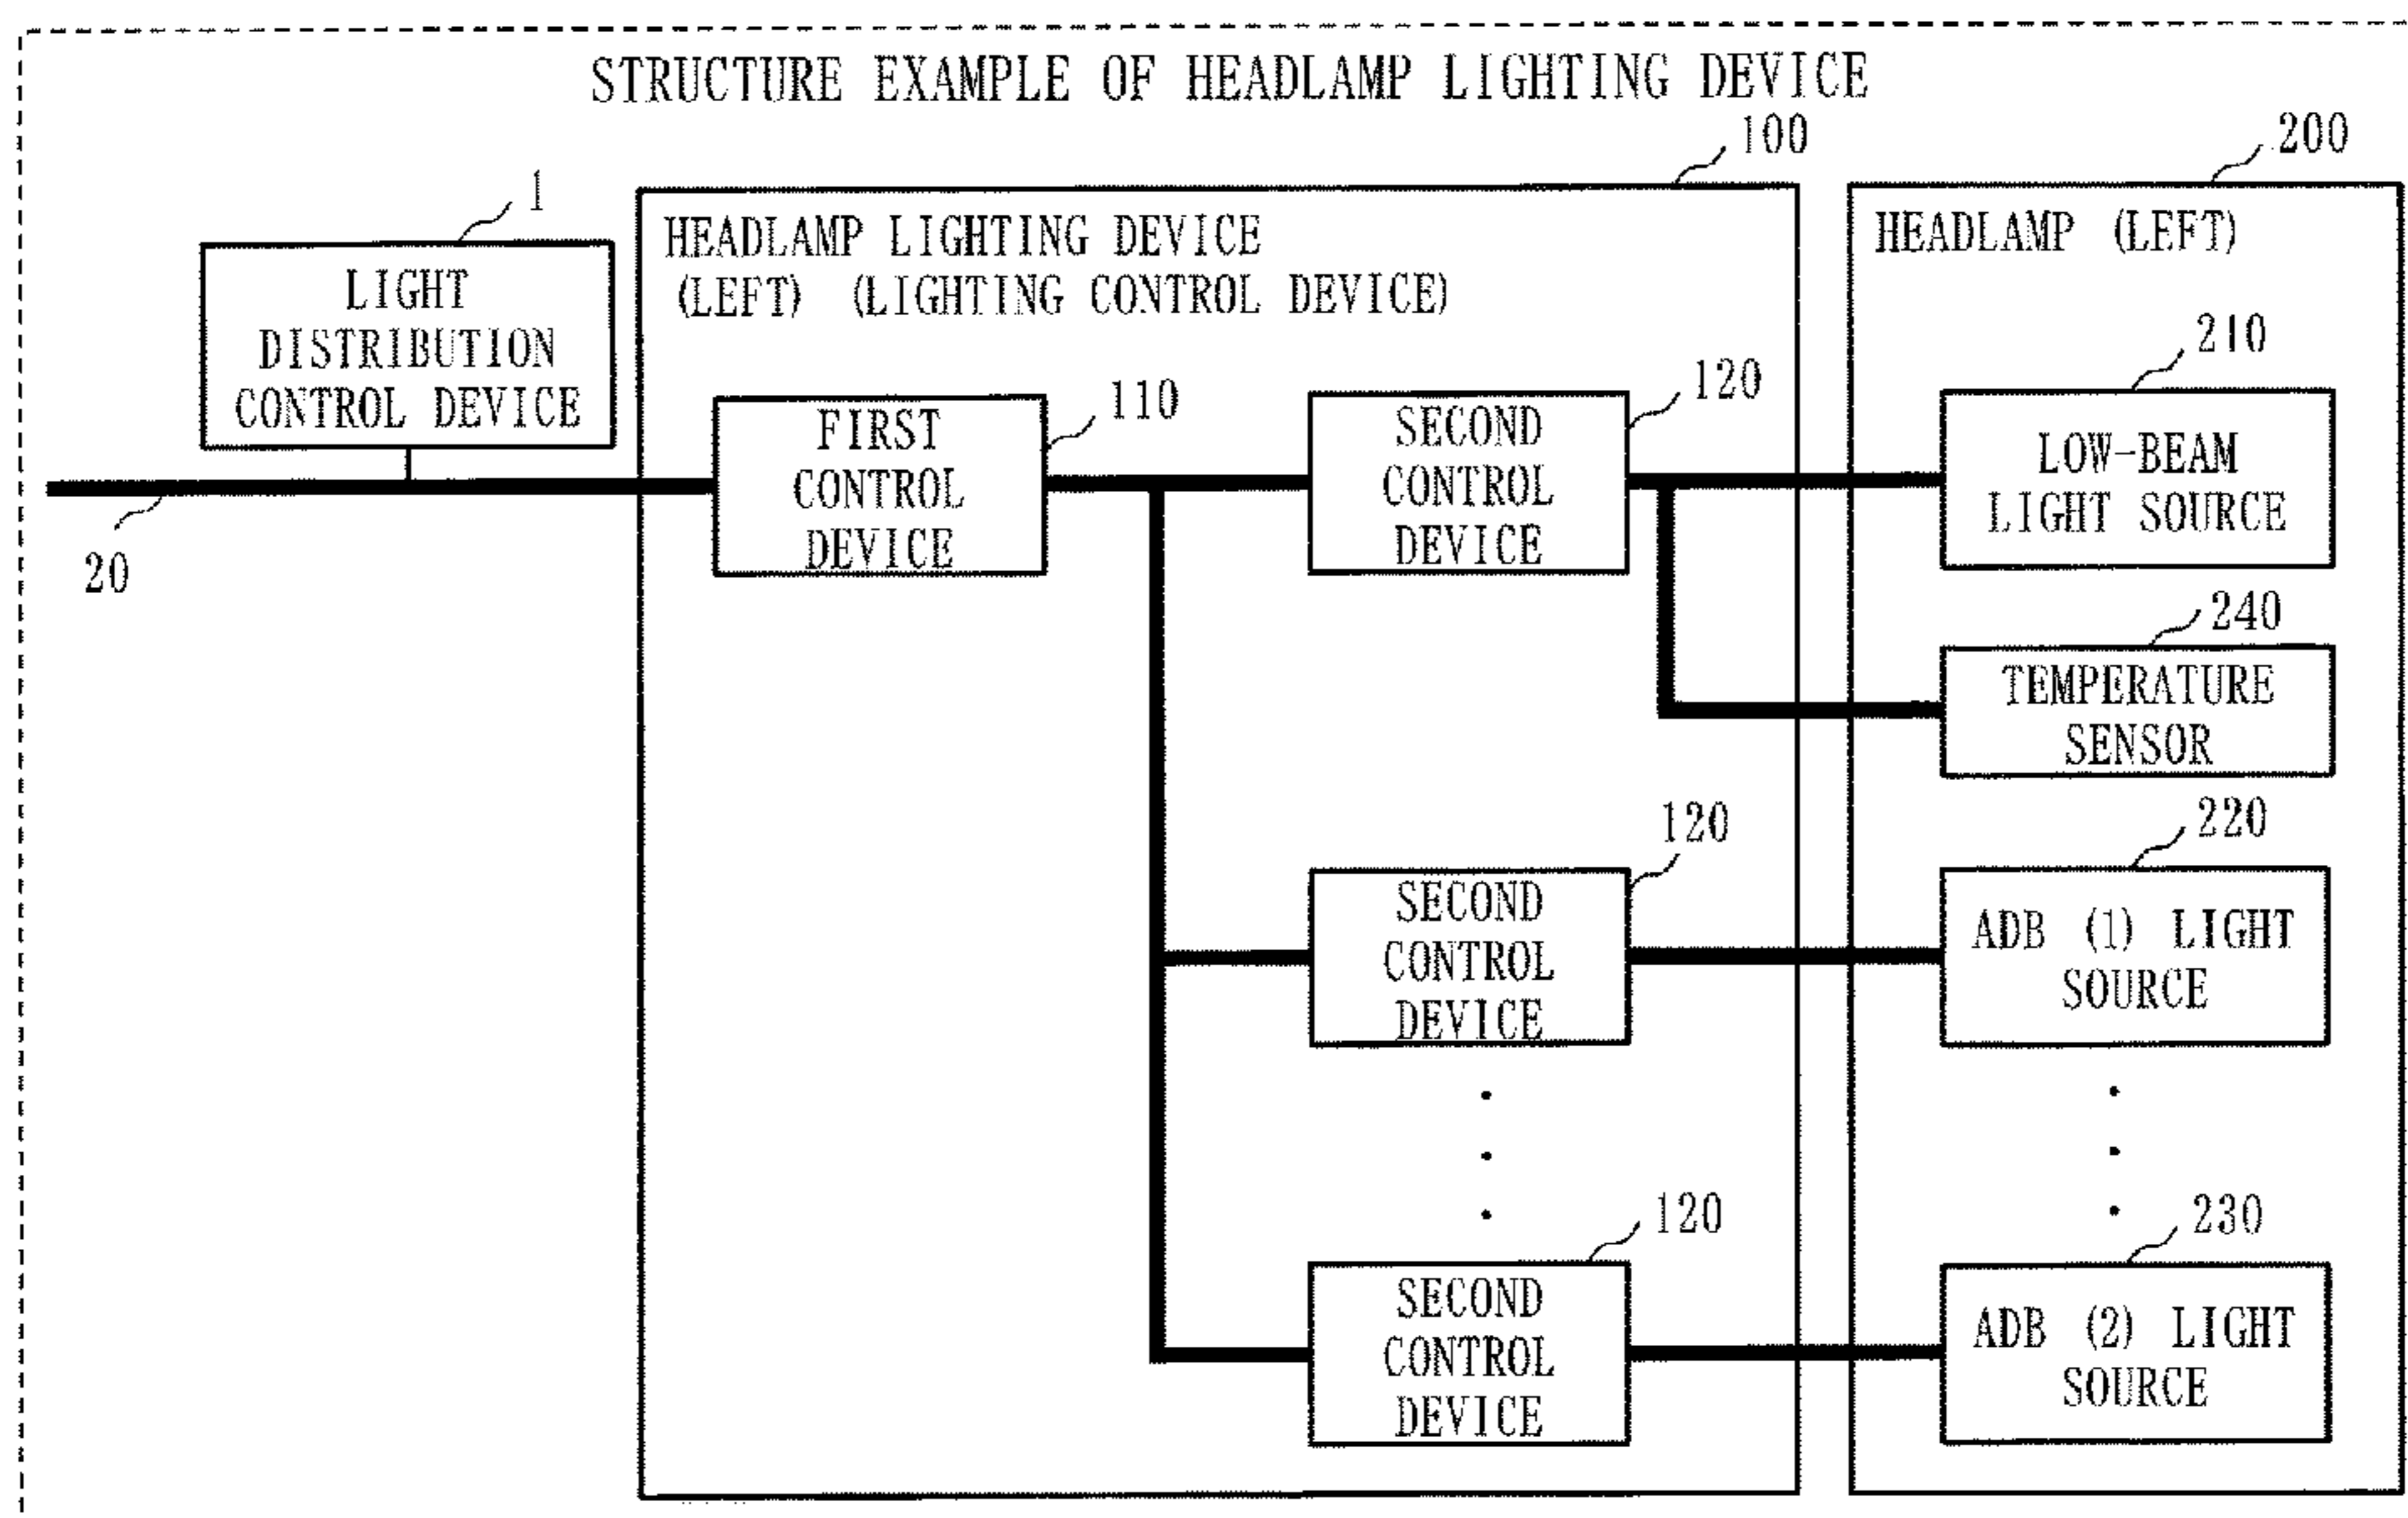 STRUCTURE EXAMPLE OF HEADLAMP LIGHTING DEVICE
100
200
1
HEADLAMP LIGHTING DEVICE
(LEFT) (LIGHTING CONTROL DEVICE)
HEADLAMP (LEFT)
LIGHT
DISTRIBUTION
CONTROL DEVICE
20
110
FIRST
CONTROL
DEVICE
120
SECOND
CONTROL
DEVICE
210
LOW-BEAM
LIGHT SOURCE
240
TEMPERATURE
SENSOR
120
SECOND
CONTROL
DEVICE
220
ADB (1) LIGHT
SOURCE
120
SECOND
CONTROL
DEVICE
230
ADB (2) LIGHT
SOURCE